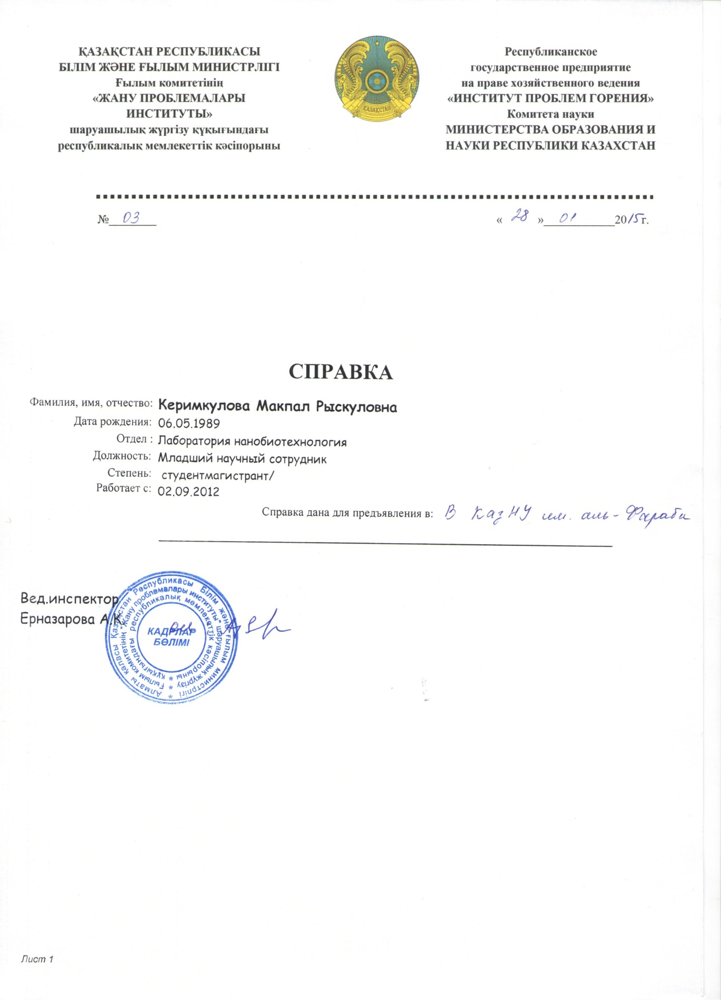 ҚАЗАҚСТАН РЕСПУБЛИКАСЫ
БІЛІМ ЖӘНЕ ҒЫЛЫМ МИНИСТРЛІГІ
Ғылым комитетінің
«ЖАНУ ПРОБЛЕМАЛАРЫ
ИНСТИТУТЫ»
шаруашылық жүргізу құқығындағы
республикалық мемлекеттік кәсіпорыны
ҚАЗАҚСТАН
Республиканское
государственное предприятие
на праве хозяйственного ведения
«ИНСТИТУТ ПРОБЛЕМ ГОРЕНИЯ»
Комитета науки
МИНИСТЕРСТВА ОБРАЗОВАНИЯ И
НАУКИ РЕСПУБЛИКИ КАЗАХСТАН
№ 03
« 28 » 01 2015г.
СПРАВКА
Фамилия, имя, отчество: Керимкулова Макпал Рыскуловна
Дата рождения: 06.05.1989
Отдел : Лаборатория нанобиотехнология
Должность: Младший научный сотрудник
Степень: студентмагистрант/
Работает с: 02.09.2012
Справка дана для предъявления в: В КазНУ им. аль-Фараби
Вед.инспектор
Ерназарова А.К.
Алматы қаласы Қазақстан Республикасы Білім және ғылым министрлігі *
Ғылым комитетінің "Жану проблемалары институты" шаруашылық жүргізу *
құқығындағы республикалық мемлекеттік кәсіпорыны *
КАДРЛАР
БӨЛІМІ
Лист 1